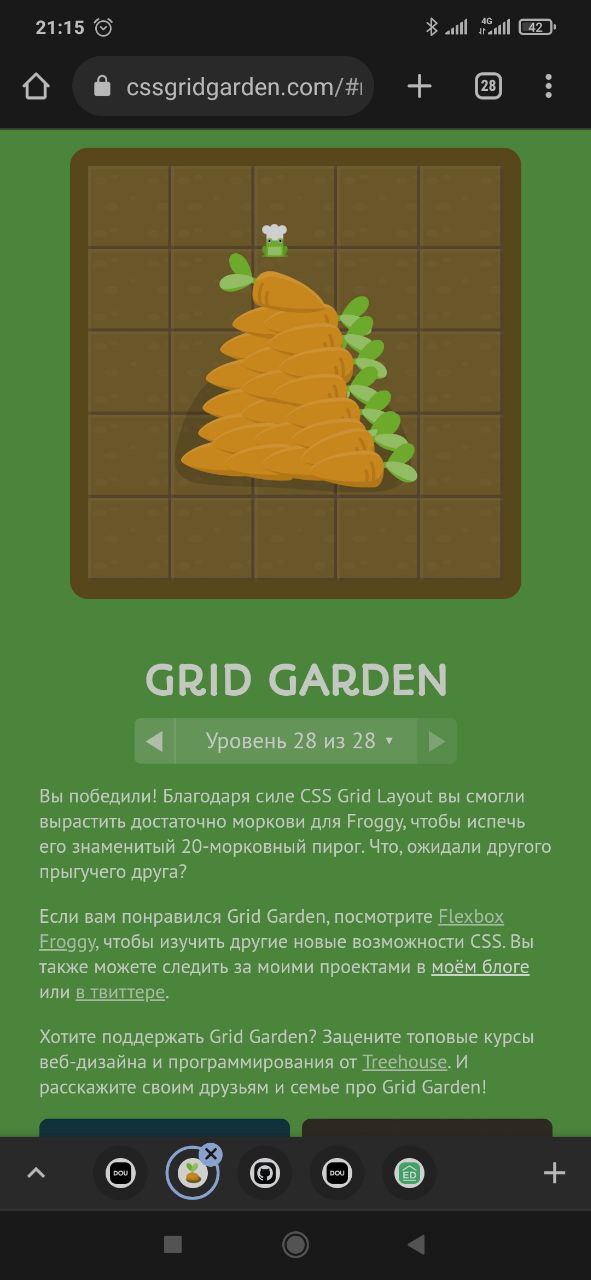 21:15
4G
42
cssgridgarden.com/#
28
GRID GARDEN
Уровень 28 из 28
Вы победили! Благодаря силе CSS Grid Layout вы смогли
вырастить достаточно моркови для Froggy, чтобы испечь
его знаменитый 20-морковный пирог. Что, ожидали другого
прыгучего друга?
Если вам понравился Grid Garden, посмотрите Flexbox
Froggy, чтобы изучить другие новые возможности CSS. Вы
также можете следить за моими проектами в моём блоге
или в твиттере.
Хотите поддержать Grid Garden? Зацените топовые курсы
веб-дизайна и программирования от Treehouse. И
расскажите своим друзьям и семье про Grid Garden!
DOU
DOU
ED